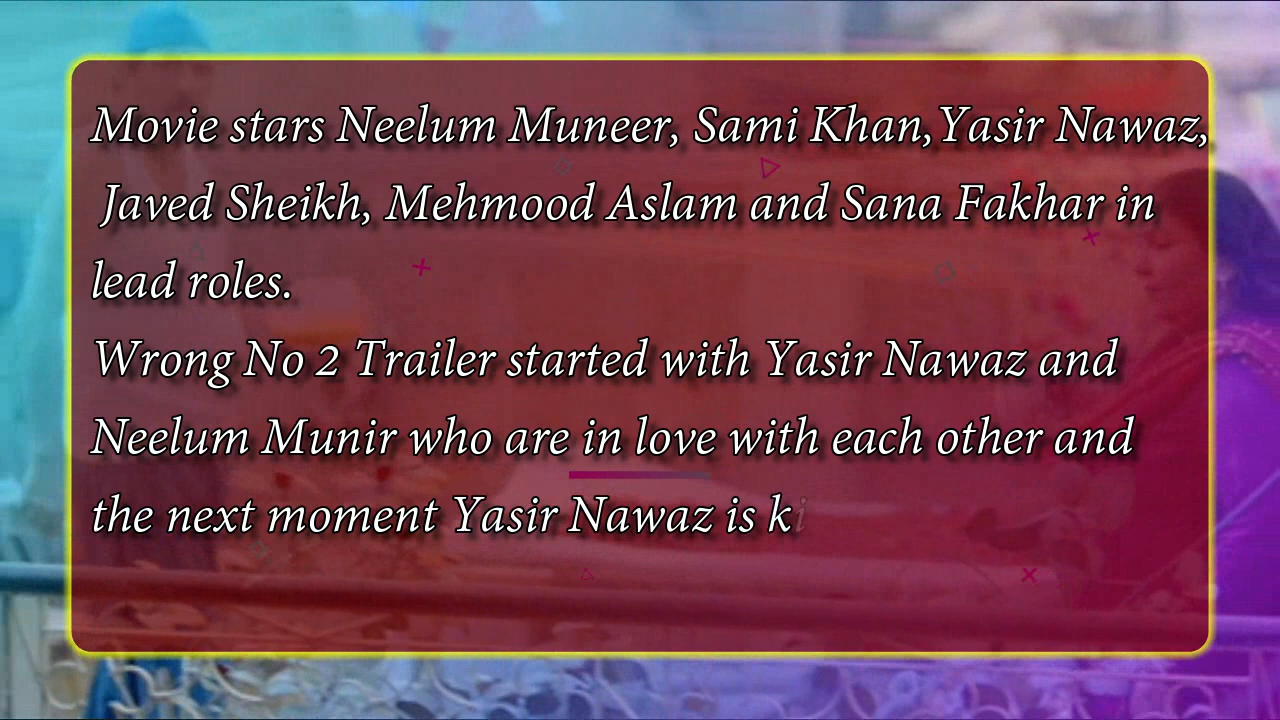 Movie stars Neelum Muneer, Sami Khan,Yasir Nawaz,
Javed Sheikh, Mehmood Aslam and Sana Fakhar in
lead roles.
Wrong No 2 Trailer started with Yasir Nawaz and
Neelum Munir who are in love with each other and
the next moment Yasir Nawaz is ki